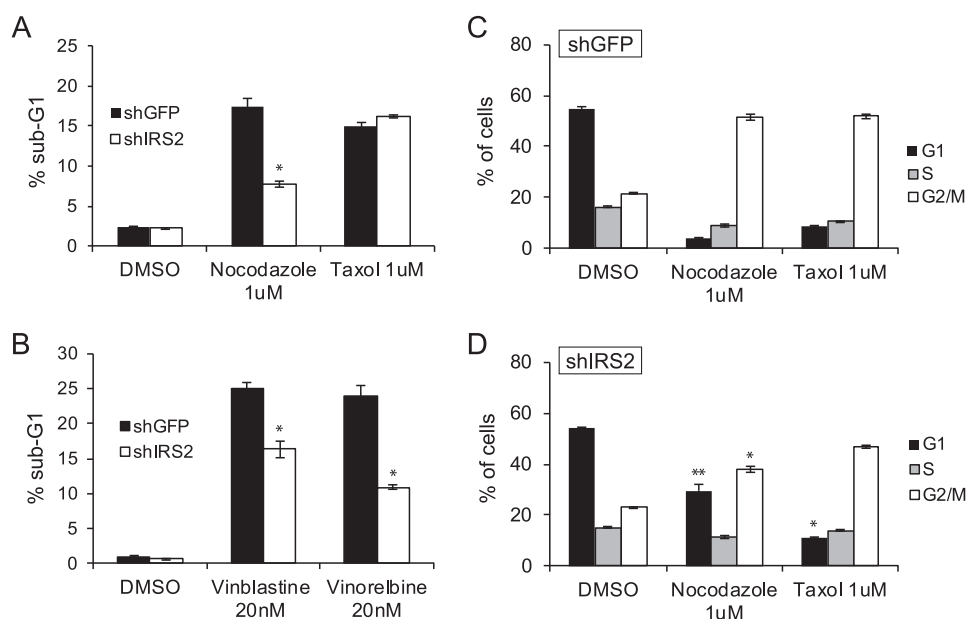 A
% sub-G1
25
20
15
10
5
0
shGFP
shIRS2
*
DMSO
Nocodazole
1uM
Taxol 1uM
B
% sub-G1
30
25
20
15
10
5
0
shGFP
shIRS2
*
*
DMSO
Vinblastine
20nM
Vinorelbine
20nM
C
shGFP
% of cells
80
60
40
20
0
G1
S
G2/M
DMSO
Nocodazole
1uM
Taxol 1uM
D
shIRS2
% of cells
80
60
40
20
0
**
*
*
G1
S
G2/M
DMSO
Nocodazole
1uM
Taxol 1uM